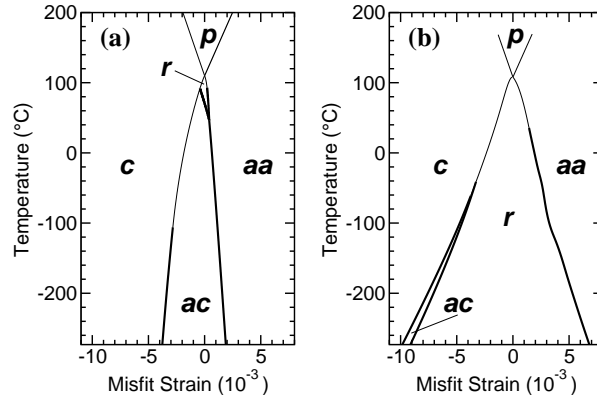 (a)
p
r
c
aa
ac
200
100
0
-100
-200
Temperature (°C)
-10
-5
0
5
Misfit Strain (10⁻³)
(b)
p
c
aa
r
ac
200
100
0
-100
-200
Temperature (°C)
-10
-5
0
5
Misfit Strain (10⁻³)